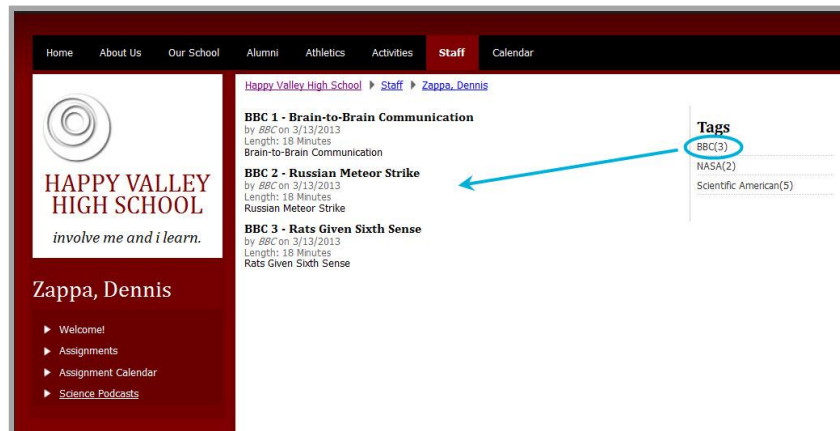 Home About Us Our School Alumni Athletics Activities Staff Calendar
HAPPY VALLEY
HIGH SCHOOL
involve me and i learn.
Zappa, Dennis
Welcome!
Assignments
Assignment Calendar
Science Podcasts
Happy Valley High School Staff Zappa, Dennis
BBC 1 - Brain-to-Brain Communication
by BBC on 3/13/2013
Length: 18 Minutes
Brain-to-Brain Communication
BBC 2 - Russian Meteor Strike
by BBC on 3/13/2013
Length: 18 Minutes
Russian Meteor Strike
BBC 3 - Rats Given Sixth Sense
by BBC on 3/13/2013
Length: 18 Minutes
Rats Given Sixth Sense
Tags
BBC(3)
NASA(2)
Scientific American(5)